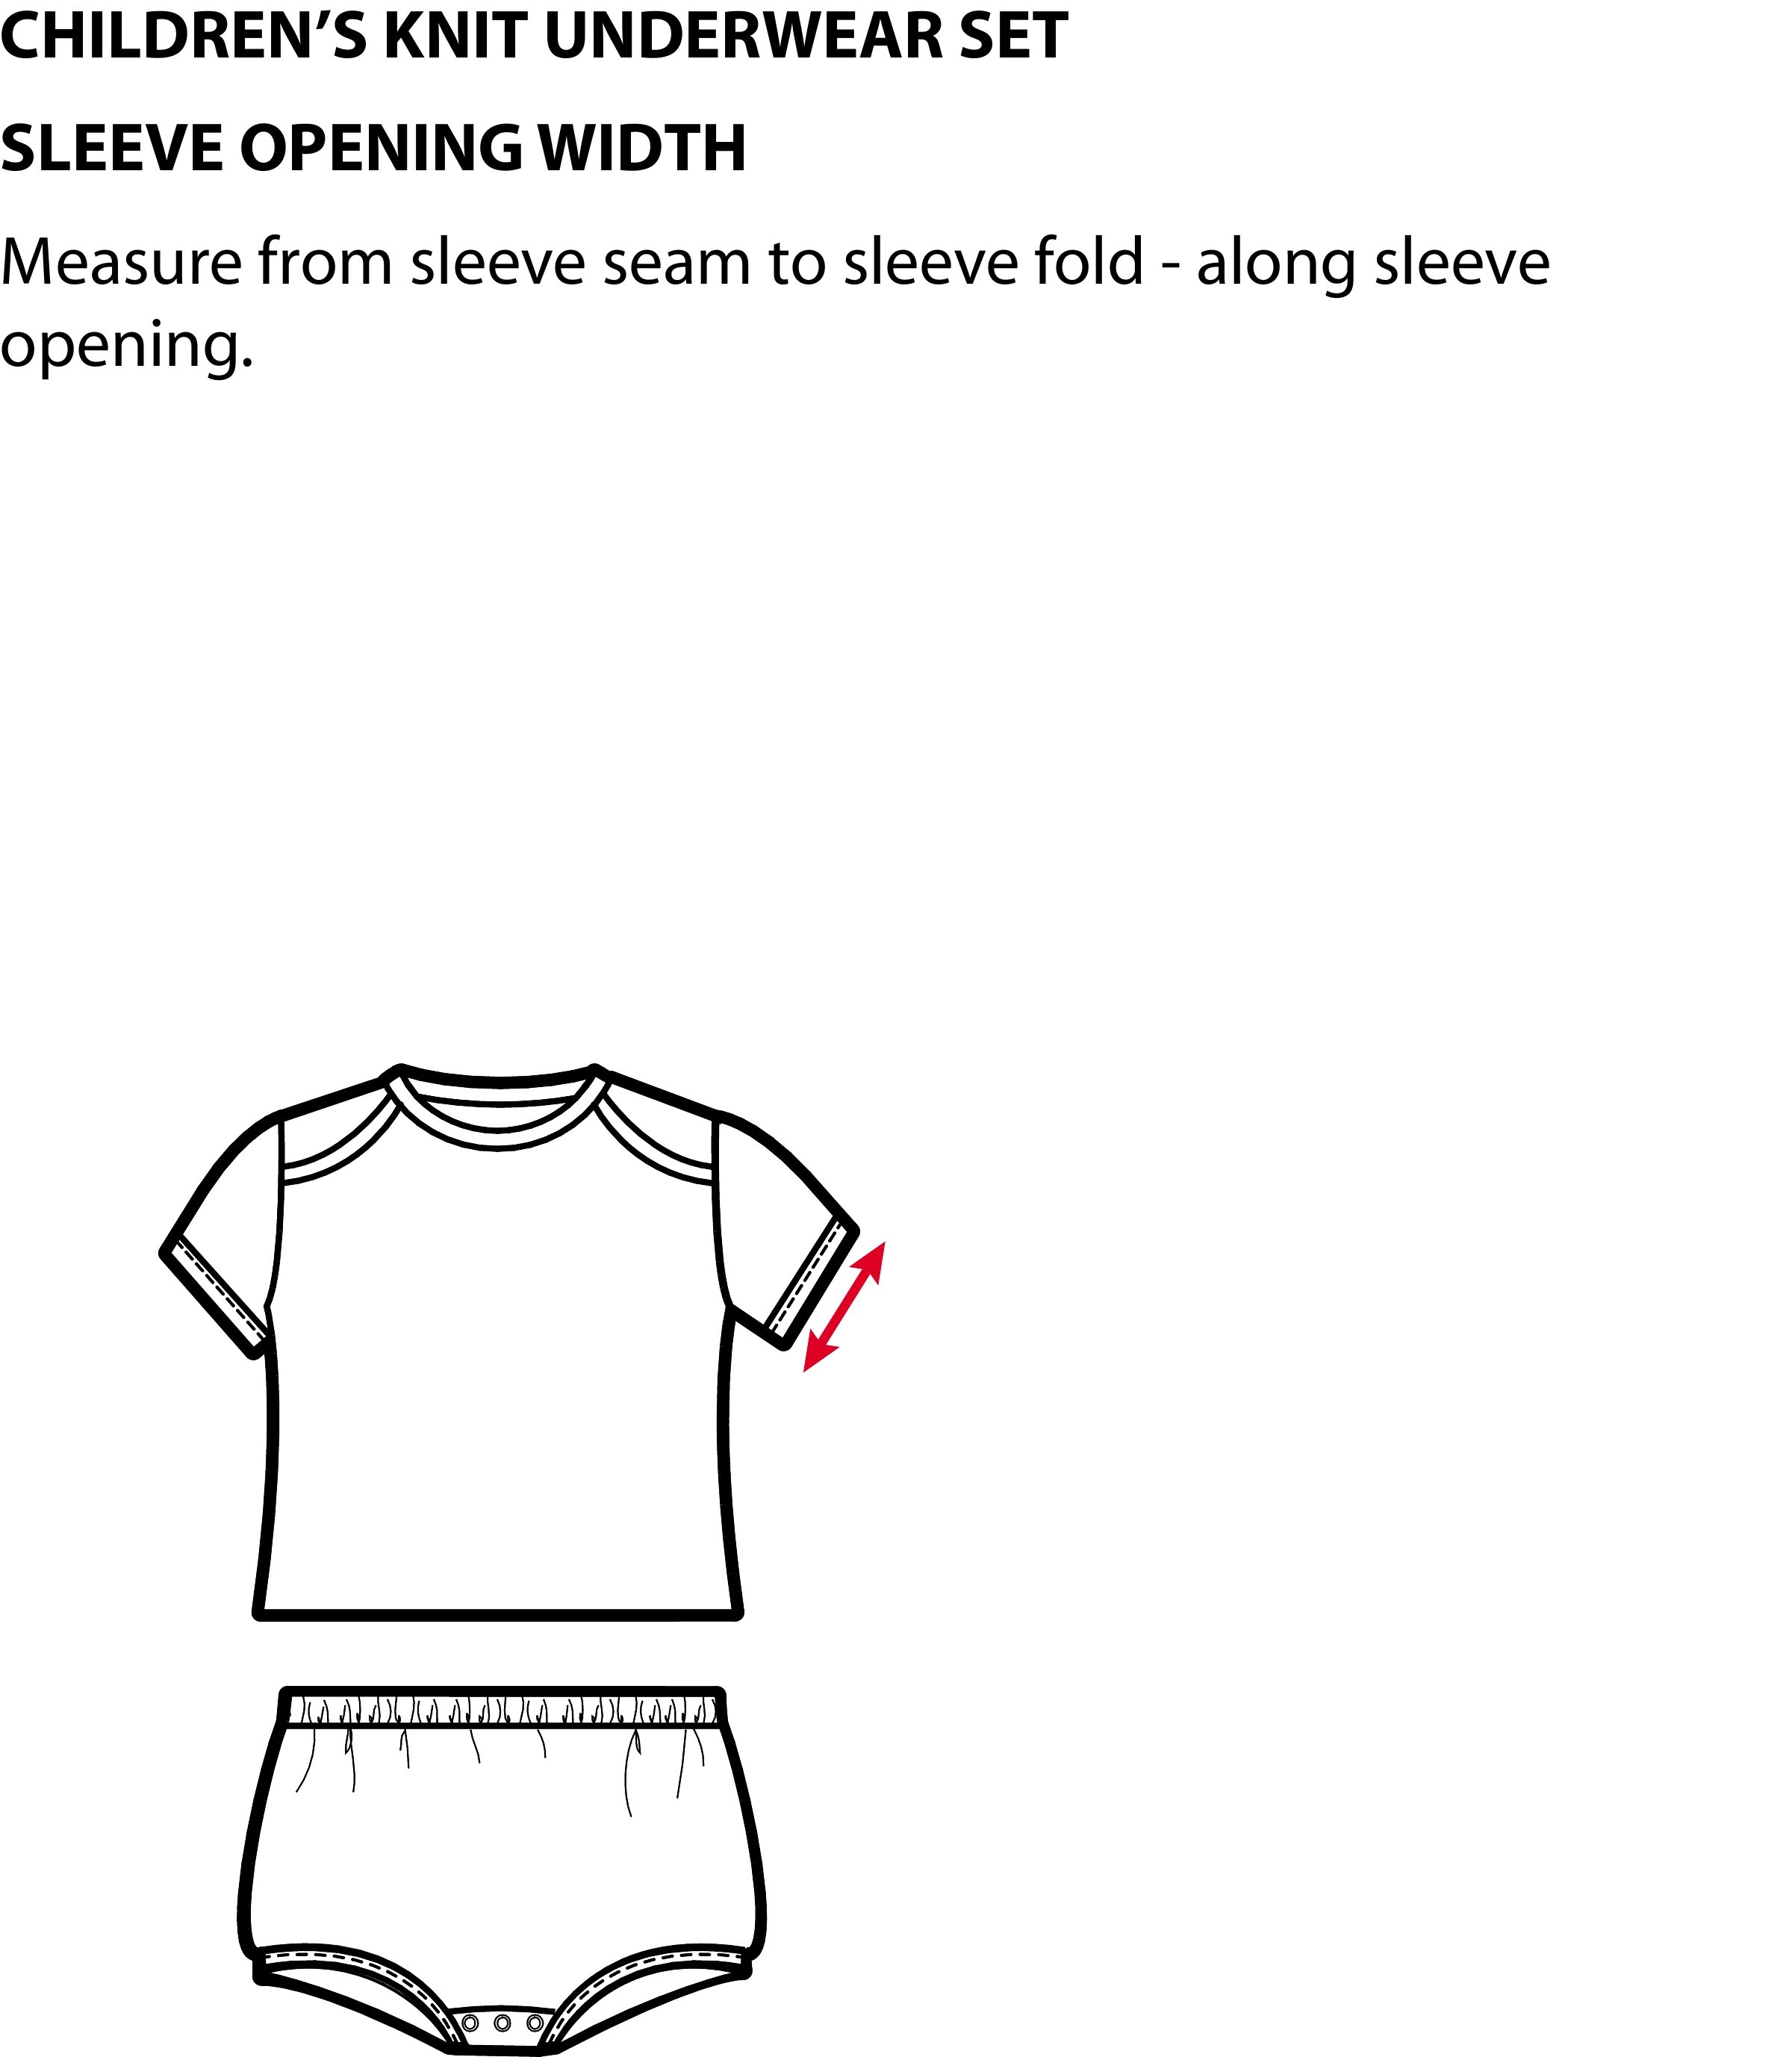 CHILDREN’S KNIT UNDERWEAR SET
SLEEVE OPENING WIDTH
Measure from sleeve seam to sleeve fold - along sleeve
opening.